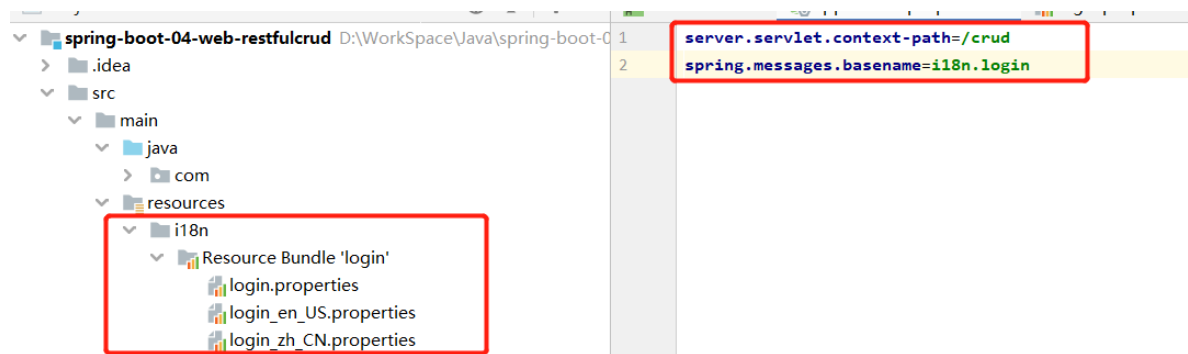 spring-boot-04-web-restfulcrud D:\WorkSpace\Java\spring-boot-0
.idea
src
main
java
com
resources
i18n
Resource Bundle 'login'
login.properties
login_en_US.properties
login_zh_CN.properties
1 server.servlet.context-path=/crud
2 spring.messages.basename=i18n.login